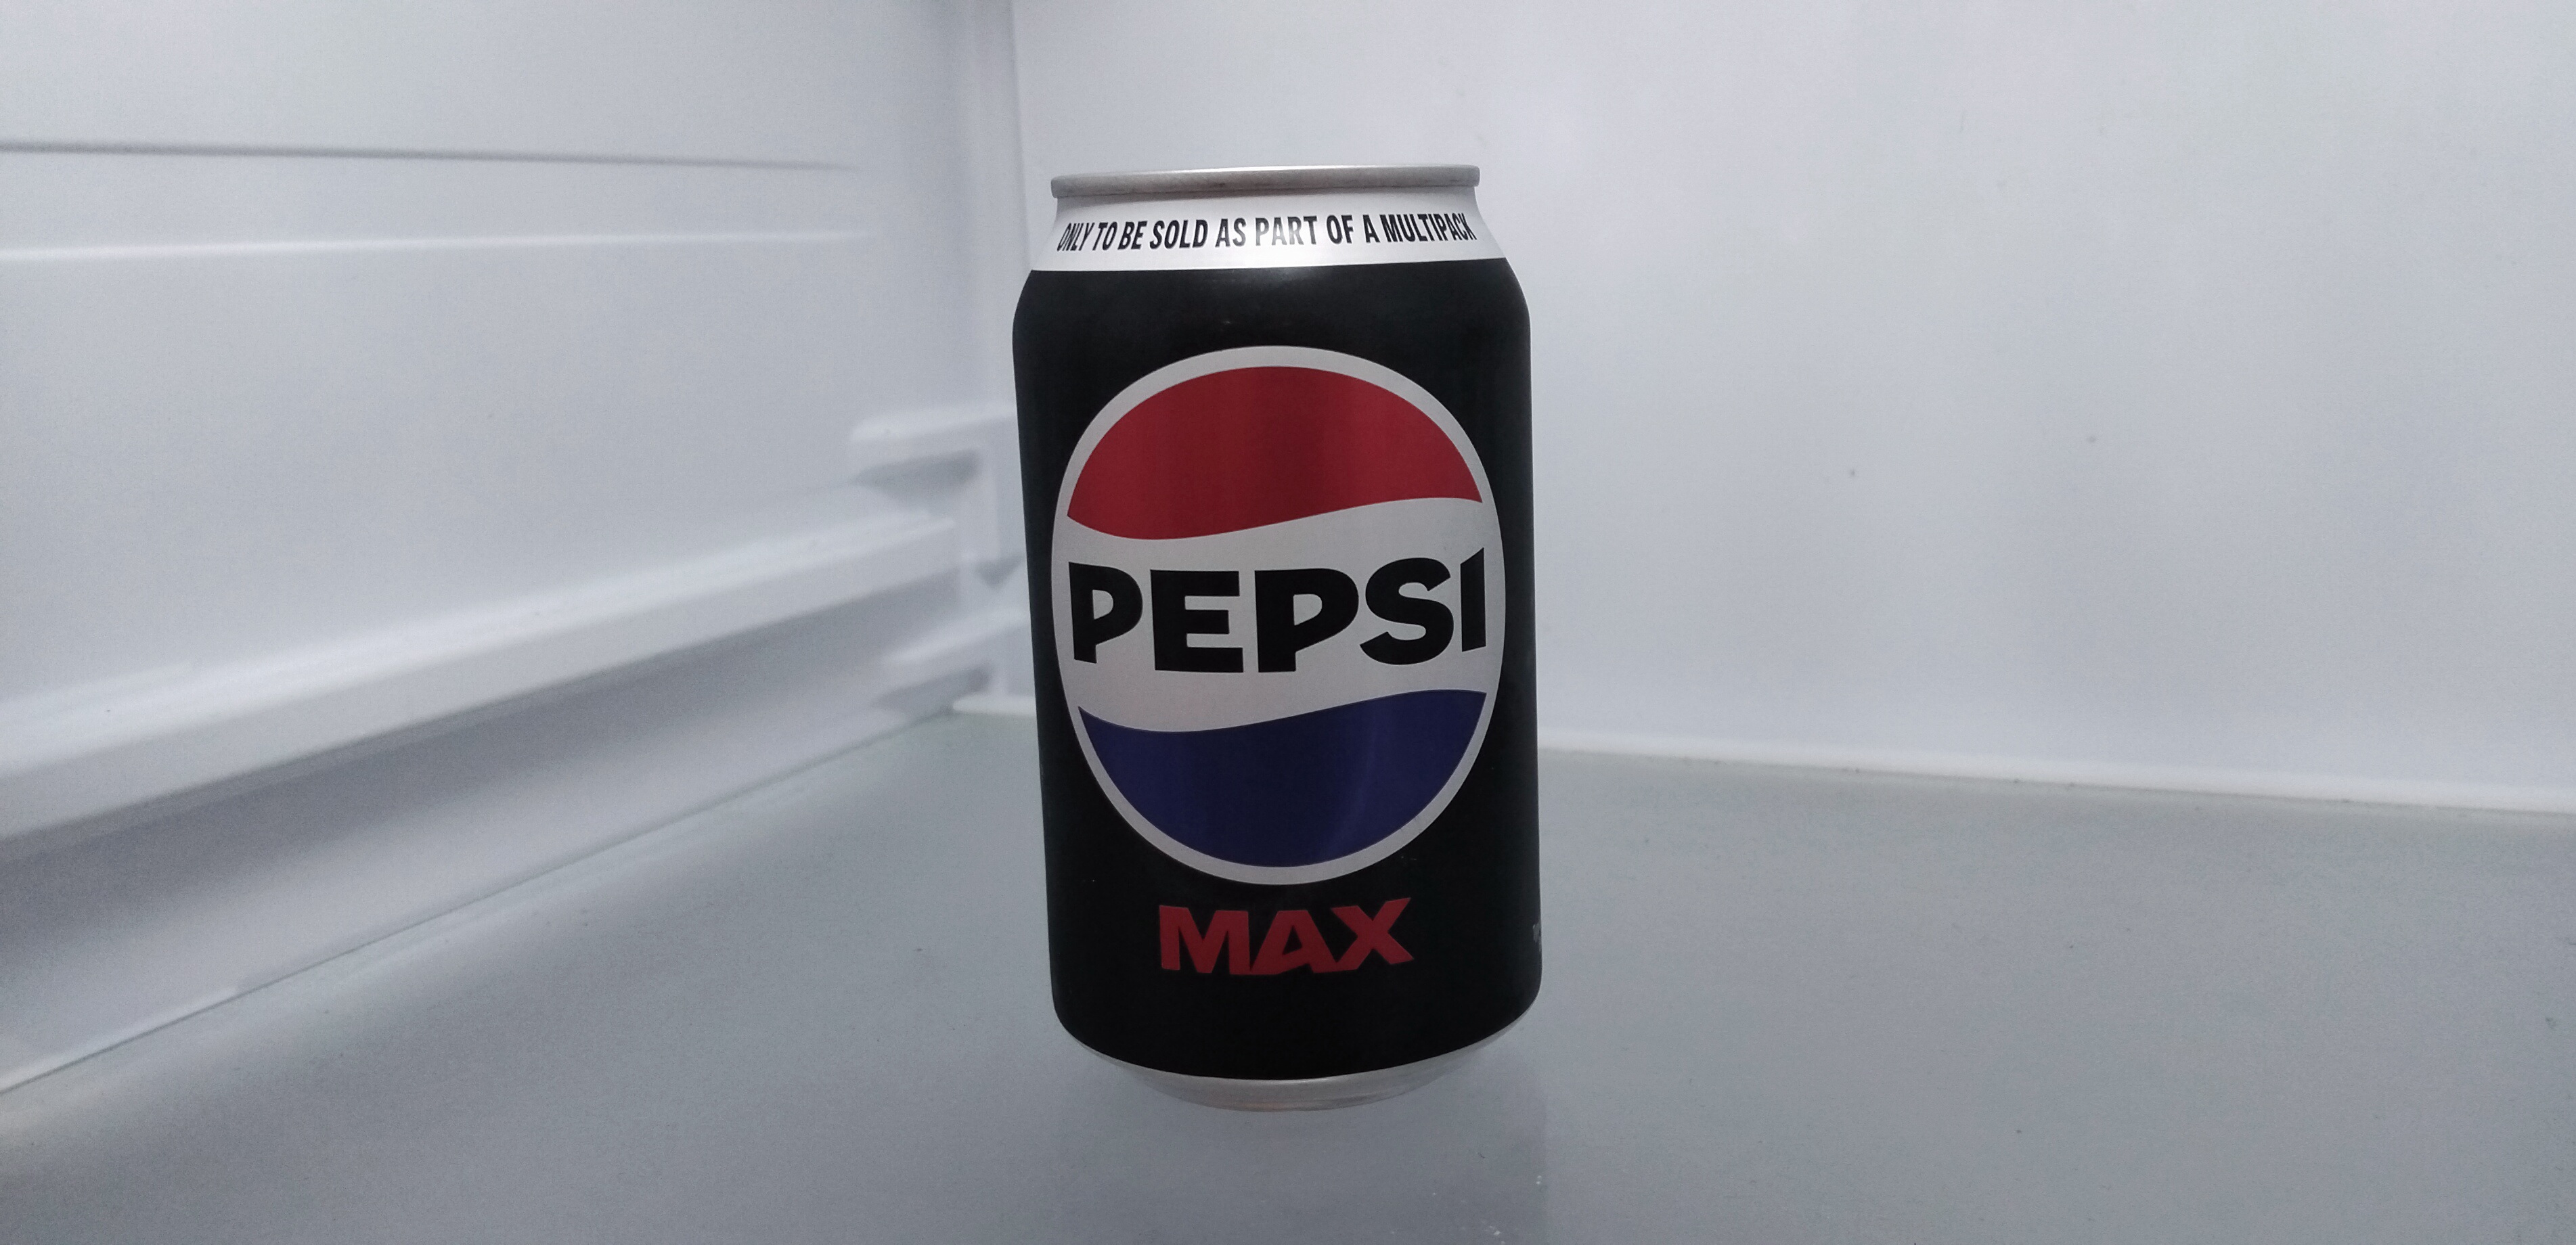 ONLY TO BE SOLD AS PART OF A MULTIPACK
PEPSI
MAX